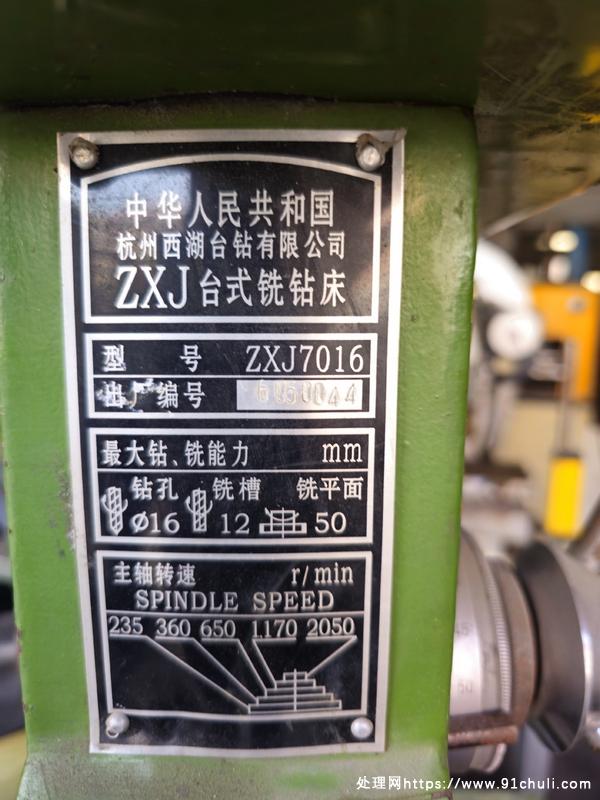 中华人民共和国
杭州西湖台钻有限公司
ZXJ台式铣钻床
型 号 ZXJ7016
出厂编号
最大钻、铣能力 mm
钻孔 铣槽 铣平面
Ø16 12 50
主轴转速 r/min
SPINDLE SPEED
235 360 650 1170 2050
处理网https://www.91chuli.com